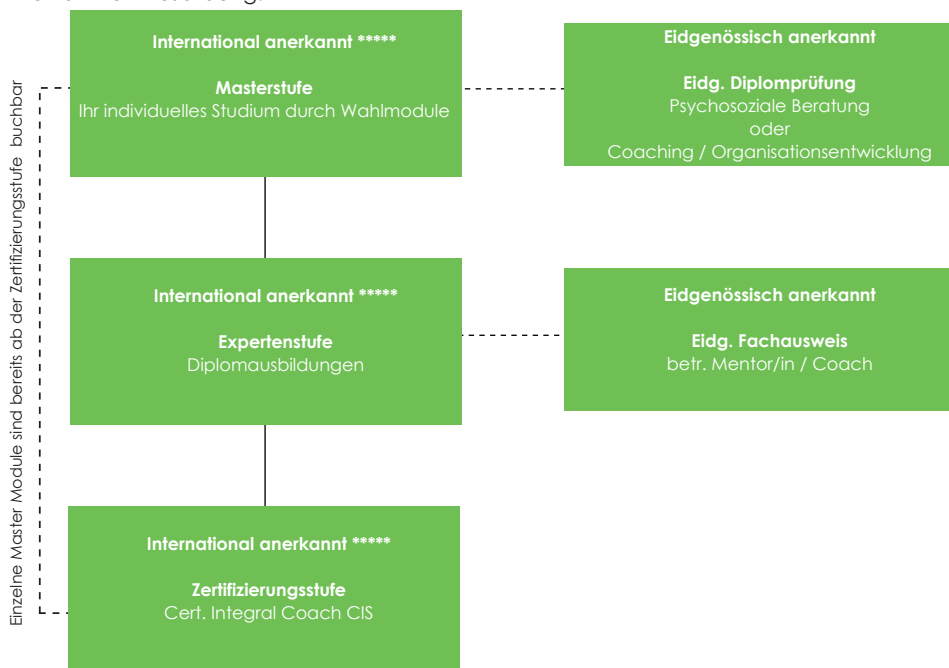 International anerkannt *****
Masterstufe
Ihr individuelles Studium durch Wahlmodule
Eidgenössisch anerkannt
Eidg. Diplomprüfung
Psychosoziale Beratung
oder
Coaching / Organisationsentwicklung
International anerkannt *****
Expertenstufe
Diplomausbildungen
Eidgenössisch anerkannt
Eidg. Fachausweis
betr. Mentor/in / Coach
International anerkannt *****
Zertifizierungsstufe
Cert. Integral Coach CIS
Einzelne Master Module sind bereits ab der Zertifizierungsstufe buchbar